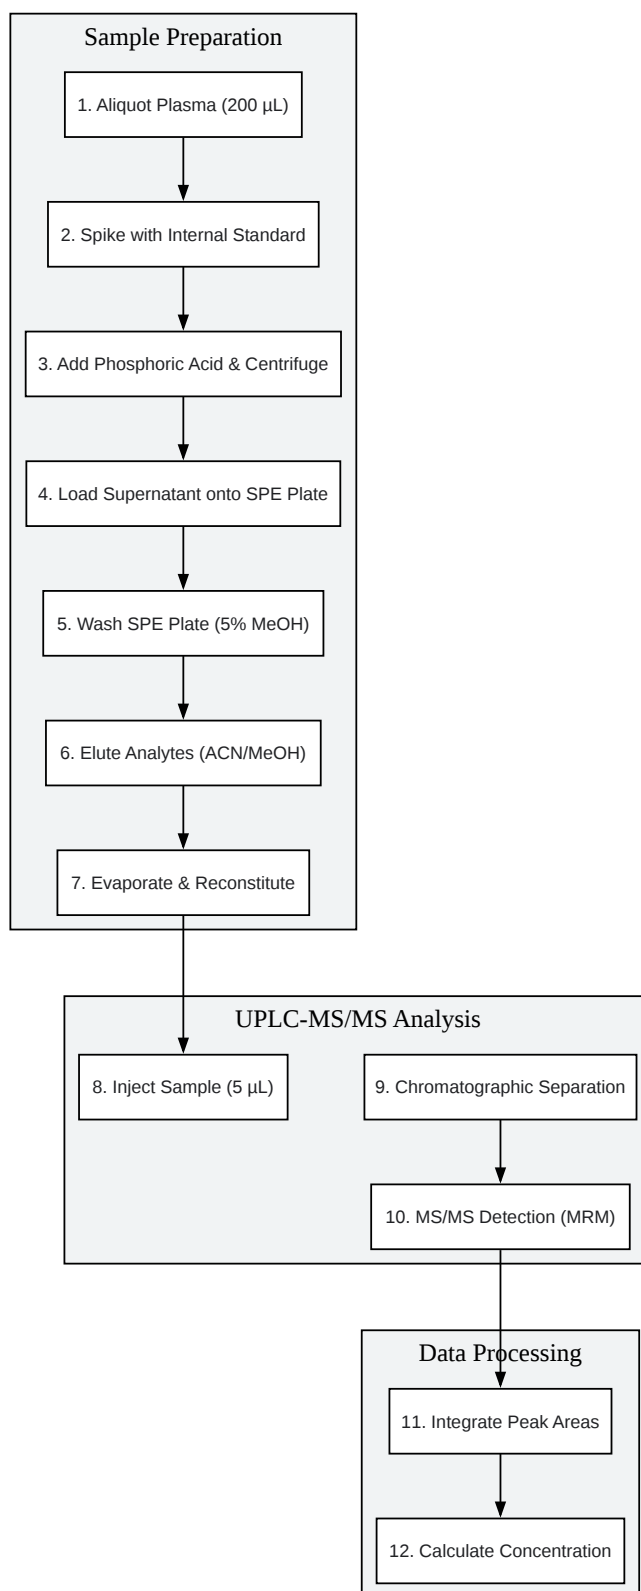 Sample Preparation
1. Aliquot Plasma (200 µL)
2. Spike with Internal Standard
3. Add Phosphoric Acid & Centrifuge
4. Load Supernatant onto SPE Plate
5. Wash SPE Plate (5% MeOH)
6. Elute Analytes (ACN/MeOH)
7. Evaporate & Reconstitute
UPLC-MS/MS Analysis
8. Inject Sample (5 µL)
9. Chromatographic Separation
10. MS/MS Detection (MRM)
Data Processing
11. Integrate Peak Areas
12. Calculate Concentration